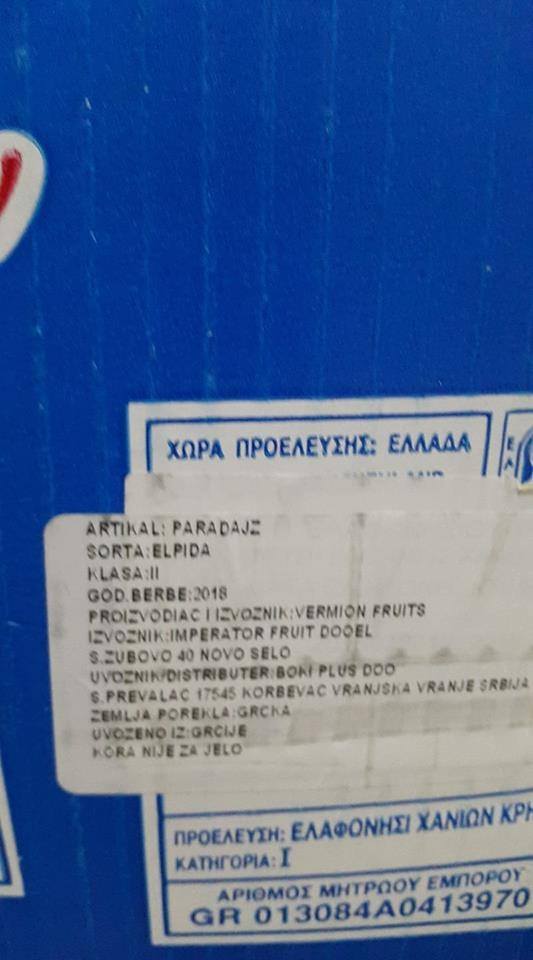 ΧΩΡΑ ΠΡΟΕΛΕΥΣΗΣ: ΕΛΛΑΔΑ
ARTIKAL: PARADAJZ
SORTA:ELPIDA
KLASA:II
GOD.BERBE:2018
PROIZVODIAC I IZVOZNIK:VERMION FRUITS
IZVOZNIK:IMPERATOR FRUIT DOOEL
S.ZUBOVO 40 NOVO SELO
UVOZNIK/DISTRIBUTER:BOKI PLUS DOO
S.PREVALAC 17545 KORBEVAC VRANJSKA VRANJE SRBIJA
ZEMLJA POREKLA:GRCKA
UVOZENO IZ:GRCIJE
KORA NIJE ZA JELO
ΠΡΟΕΛΕΥΣΗ: ΕΛΑΦΟΝΗΣΙ ΧΑΝΙΩΝ ΚΡΗ
ΚΑΤΗΓΟΡΙΑ: I
ΑΡΙΘΜΟΣ ΜΗΤΡΩΟΥ ΕΜΠΟΡΟΥ
GR 013084A0413970